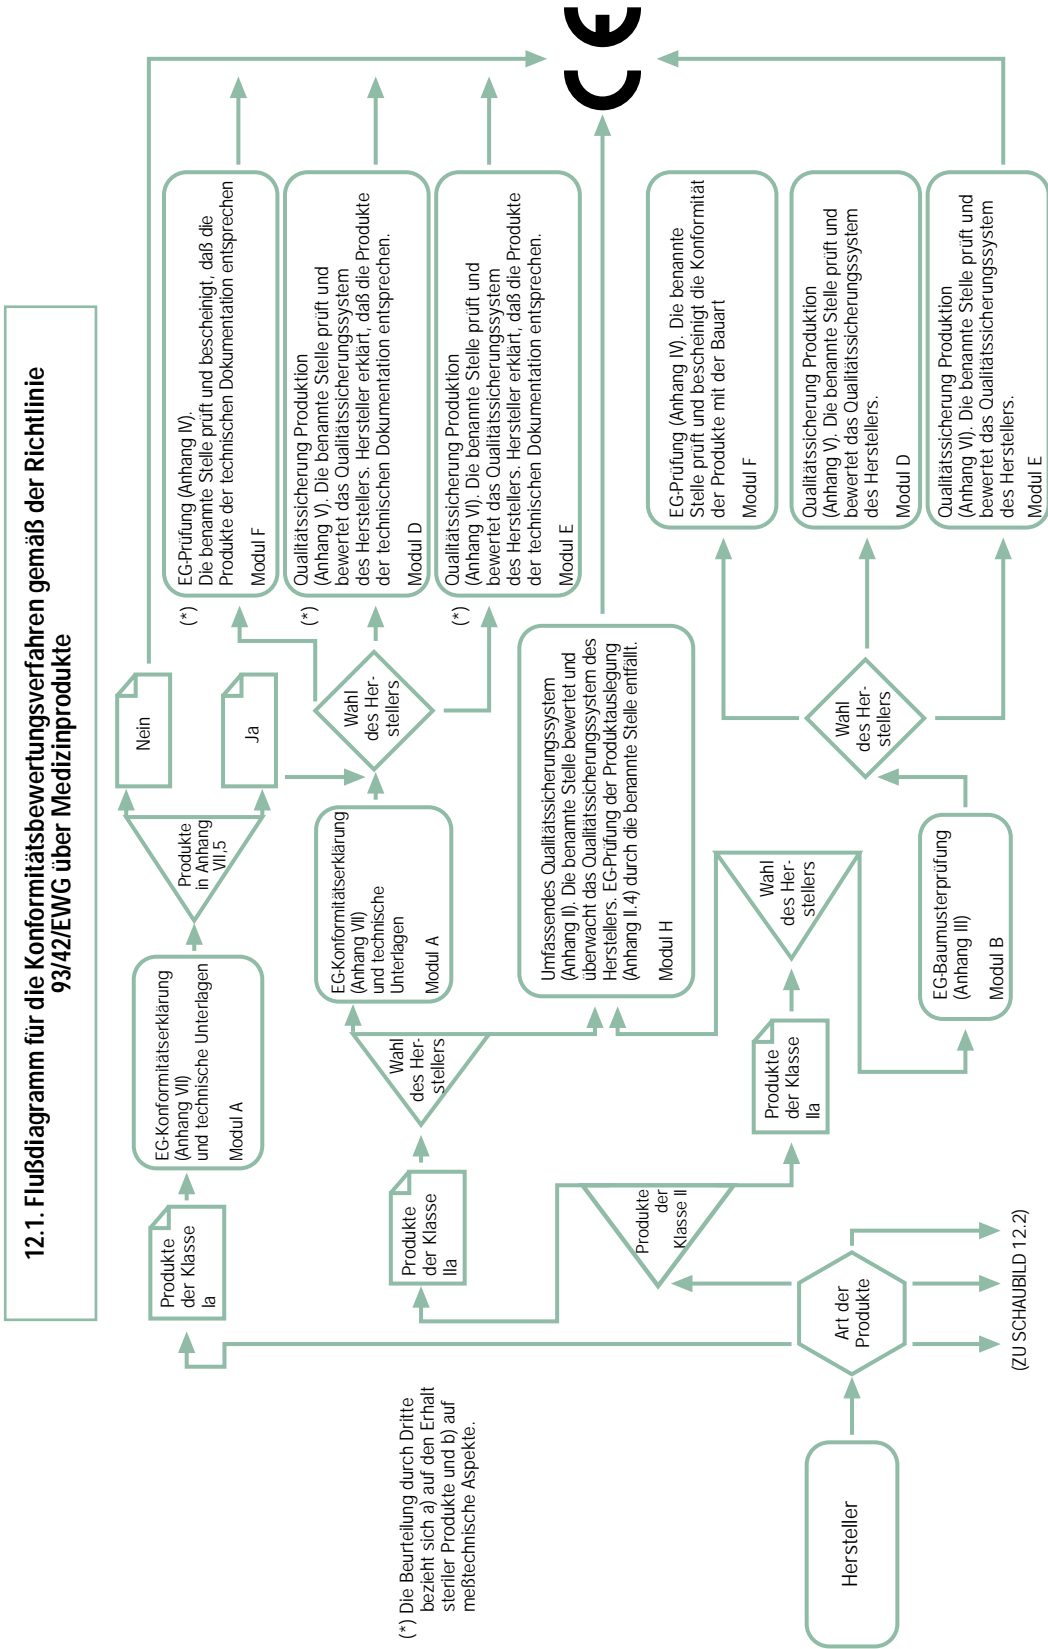 12.1. Flußdiagramm für die Konformitätsbewertungsverfahren gemäß der Richtlinie
93/42/EWG über Medizinprodukte
Hersteller
Art der
Produkte
(ZU SCHAUBILD 12.2)
(*) Die Beurteilung durch Dritte
bezieht sich a) auf den Erhalt
steriler Produkte und b) auf
meßtechnische Aspekte.
Produkte
der Klasse
Ia
EG-Konformitätserklärung
(Anhang VII)
und technische Unterlagen
Modul A
Produkte
in Anhang
VII,5
Nein
Ja
Produkte
der
Klasse II
Produkte
der Klasse
IIa
Wahl
des Her-
stellers
EG-Konformitätserklärung
(Anhang VII)
und technische
Unterlagen
Modul A
Wahl
des Her-
stellers
(*)
EG-Prüfung (Anhang IV).
Die benannte Stelle prüft und bescheinigt, daß die
Produkte der technischen Dokumentation entsprechen
Modul F
(*)
Qualitätssicherung Produktion
(Anhang V). Die benannte Stelle prüft und
bewertet das Qualitätssicherungssystem
des Herstellers. Hersteller erklärt, daß die Produkte
der technischen Dokumentation entsprechen.
Modul D
(*)
Qualitätssicherung Produktion
(Anhang VI). Die benannte Stelle prüft und
bewertet das Qualitätssicherungssystem
des Herstellers. Hersteller erklärt, daß die Produkte
der technischen Dokumentation entsprechen.
Modul E
Umfassendes Qualitätssicherungssystem
(Anhang II). Die benannte Stelle bewertet und
überwacht das Qualitätssicherungssystem des
Herstellers. EG-Prüfung der Produktauslegung
(Anhang II.4) durch die benannte Stelle entfällt.
Modul H
Produkte
der Klasse
IIa
Wahl
des Her-
stellers
EG-Baumusterprüfung
(Anhang III)
Modul B
Wahl
des Her-
stellers
EG-Prüfung (Anhang IV). Die benannte
Stelle prüft und bescheinigt die Konformität
der Produkte mit der Bauart
Modul F
Qualitätssicherung Produktion
(Anhang V). Die benannte Stelle prüft und
bewertet das Qualitätssicherungssystem
des Herstellers.
Modul D
Qualitätssicherung Produktion
(Anhang VI). Die benannte Stelle prüft und
bewertet das Qualitätssicherungssystem
des Herstellers.
Modul E
CE